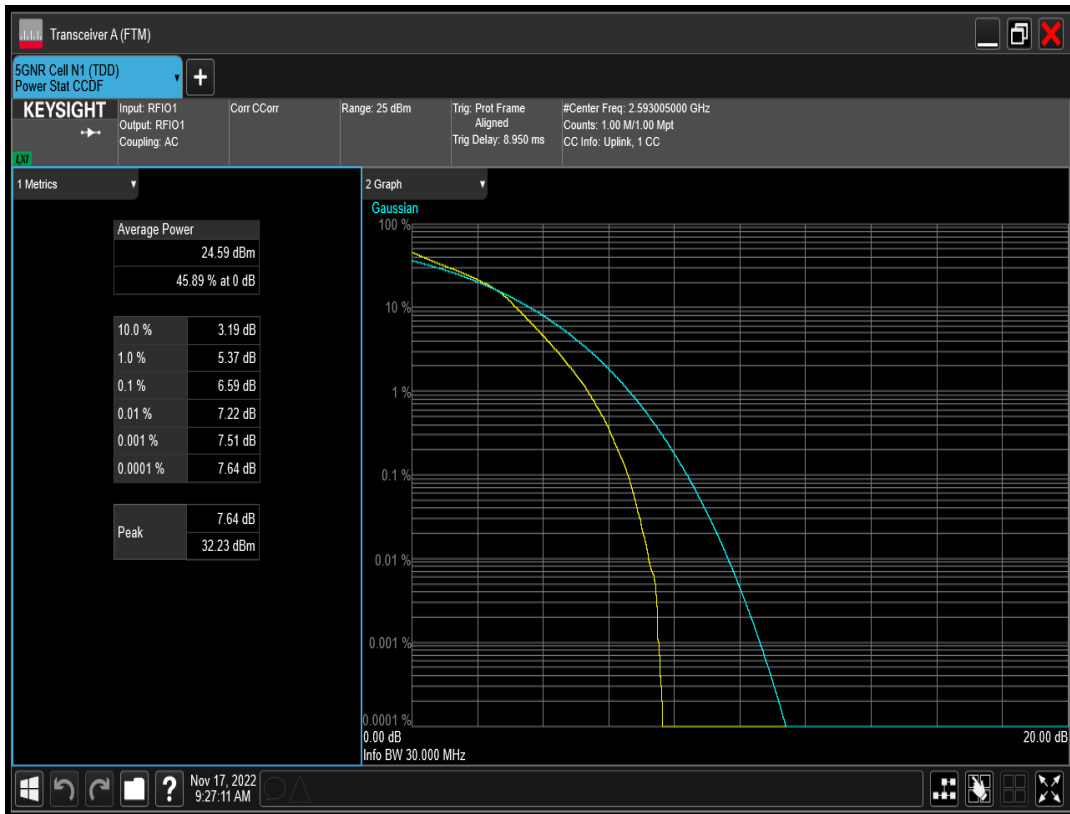 Transceiver A (FTM)
5GNR Cell N1 (TDD)
Power Stat CCDF
+
KEYSIGHT
LXI
Input: RFIO1
Output: RFIO1
Coupling: AC
Corr CCorr
Range: 25 dBm
Trig: Prot Frame
Aligned
Trig Delay: 8.950 ms
#Center Freq: 2.593005000 GHz
Counts: 1.00 M/1.00 Mpt
CC Info: Uplink, 1 CC
1 Metrics
Average Power
24.59 dBm
45.89 % at 0 dB
10.0 % 3.19 dB
1.0 % 5.37 dB
0.1 % 6.59 dB
0.01 % 7.22 dB
0.001 % 7.51 dB
0.0001 % 7.64 dB
Peak
7.64 dB
32.23 dBm
2 Graph
Gaussian
100 %
10 %
1 %
0.1 %
0.01 %
0.001 %
0.0001 %
0.00 dB 20.00 dB
Info BW 30.000 MHz
?
Nov 17, 2022
9:27:11 AM